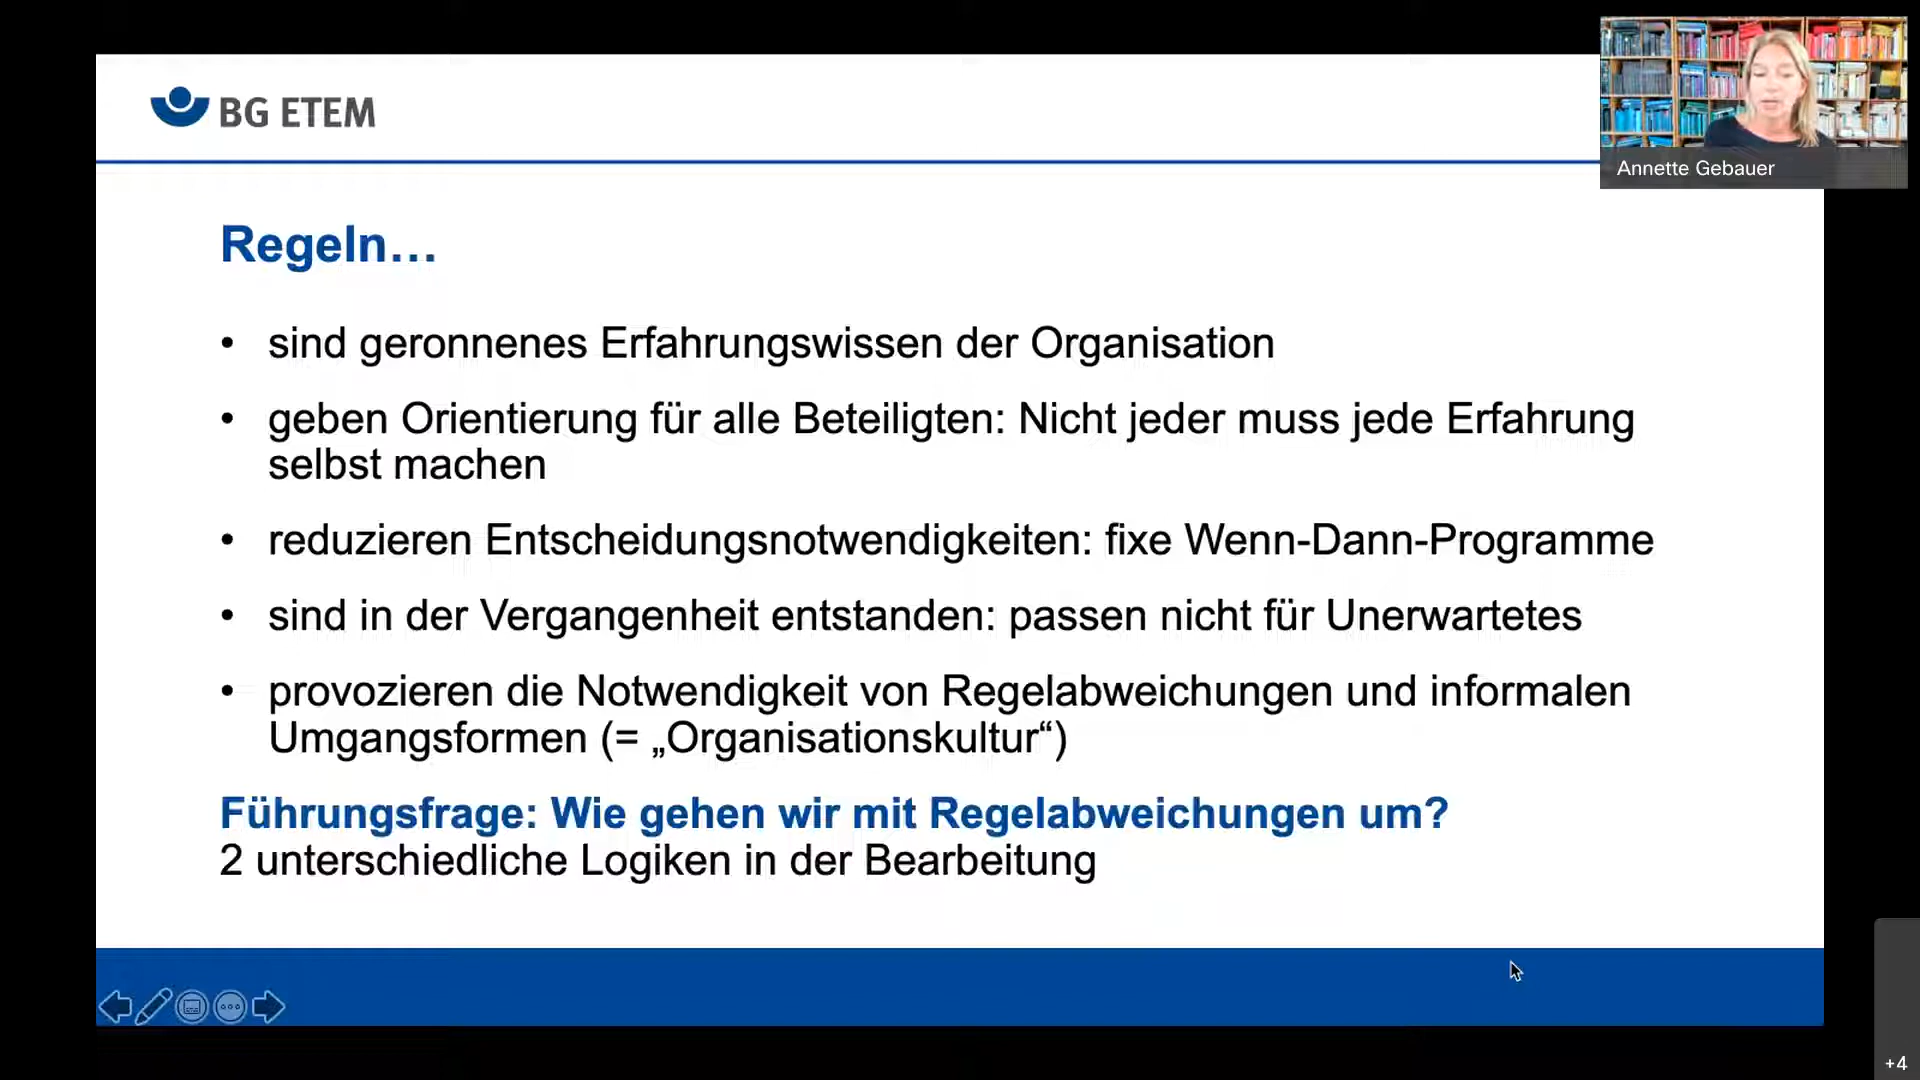 BG ETEM
Annette Gebauer
Regeln…
• sind geronnenes Erfahrungswissen der Organisation
• geben Orientierung für alle Beteiligten: Nicht jeder muss jede Erfahrung
selbst machen
• reduzieren Entscheidungsnotwendigkeiten: fixe Wenn-Dann-Programme
• sind in der Vergangenheit entstanden: passen nicht für Unerwartetes
• provozieren die Notwendigkeit von Regelabweichungen und informalen
Umgangsformen (= „Organisationskultur“)
Führungsfrage: Wie gehen wir mit Regelabweichungen um?
2 unterschiedliche Logiken in der Bearbeitung
+4